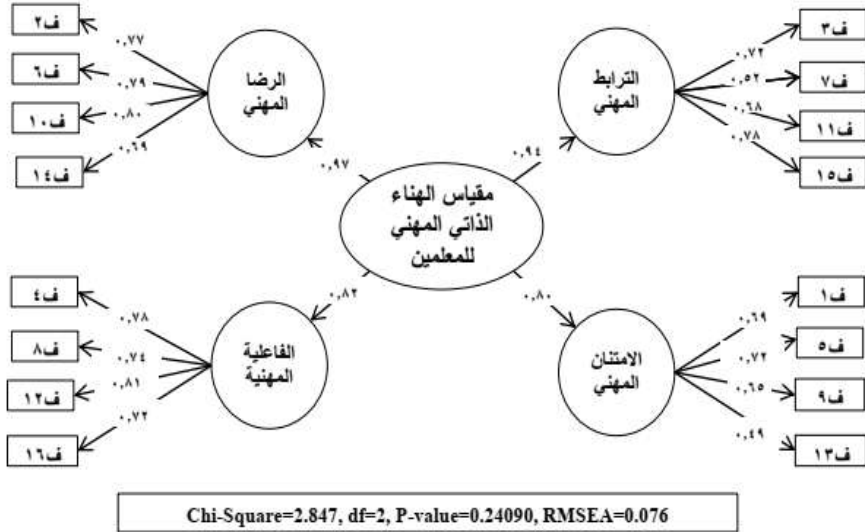 ف٣
ف٧
ف١١
ف١٥
٠,٧٢
٠,٥٢
٠,٦٨
٠,٧٨
الترابط
المهني
٠,٩٤
ف٢
ف٦
ف١٠
ف١٤
٠,٧٧
٠,٧٩
٠,٨٠
٠,٦٩
الرضا
المهني
٠,٩٧
مقياس الهناء
الذاتي المهني
للمعلمين
ف١
ف٥
ف٩
ف١٣
٠,٦٩
٠,٧٢
٠,٦٥
٠,٤٩
الامتنان
المهني
٠,٨٠
ف٤
ف٨
ف١٢
ف١٦
٠,٧٨
٠,٧٤
٠,٨١
٠,٧٢
الفاعلية
المهنية
٠,٨٢
Chi-Square=2.847, df=2, P-value=0.24090, RMSEA=0.076